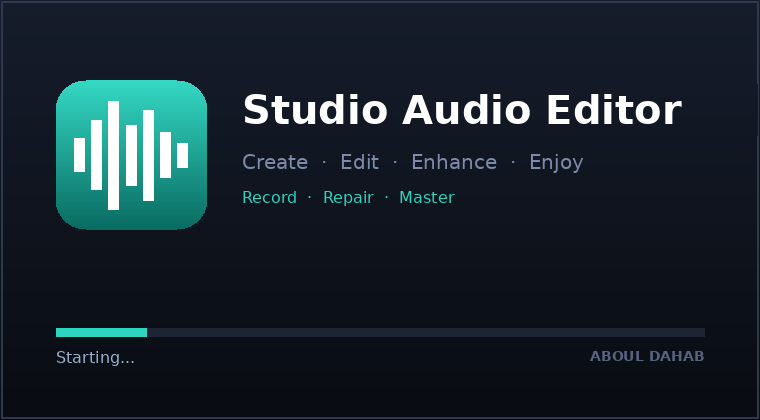 Studio Audio Editor
Create · Edit · Enhance · Enjoy
Record · Repair · Master
Starting...
ABOUL DAHAB